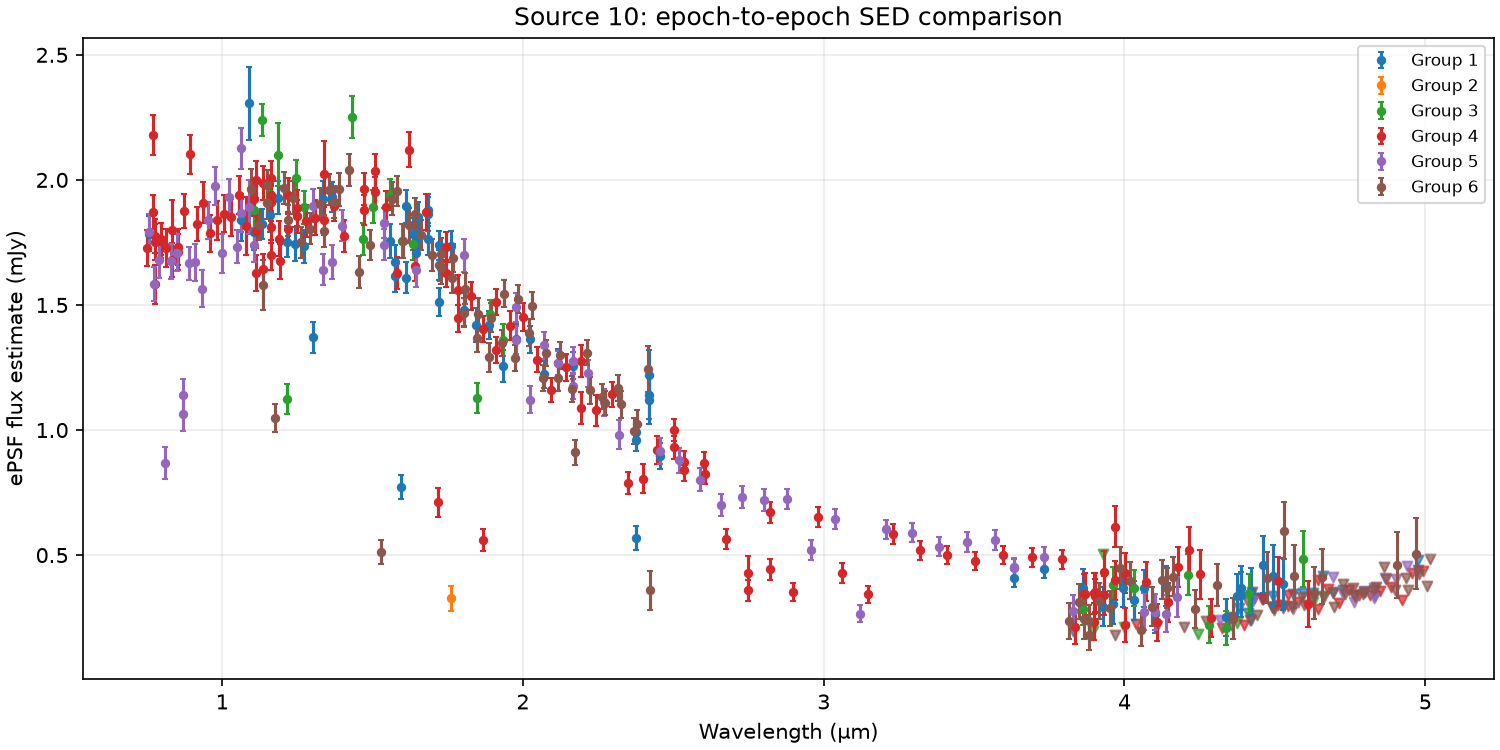 Source 10: epoch-to-epoch SED comparison
ePSF flux estimate (mJy)
2.5
2.0
1.5
1.0
0.5
Group 1
Group 2
Group 3
Group 4
Group 5
Group 6
1 2 3 4 5
Wavelength (μm)